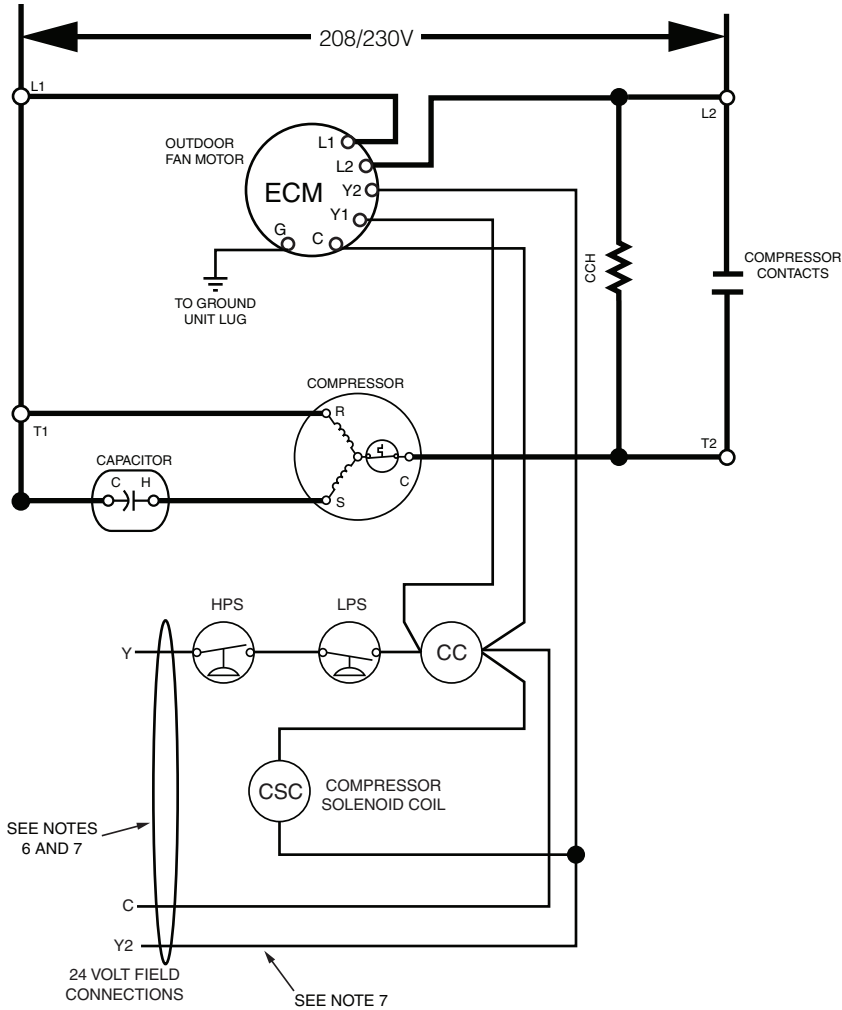 208/230V
L1
L2
OUTDOOR
FAN MOTOR
L1
L2
ECM
Y2
Y1
G
C
TO GROUND
UNIT LUG
CCH
COMPRESSOR
CONTACTS
COMPRESSOR
R
T1
T2
CAPACITOR
C H
C
S
HPS
LPS
Y
CC
CSC
COMPRESSOR
SOLENOID COIL
SEE NOTES
6 AND 7
C
Y2
24 VOLT FIELD
CONNECTIONS
SEE NOTE 7